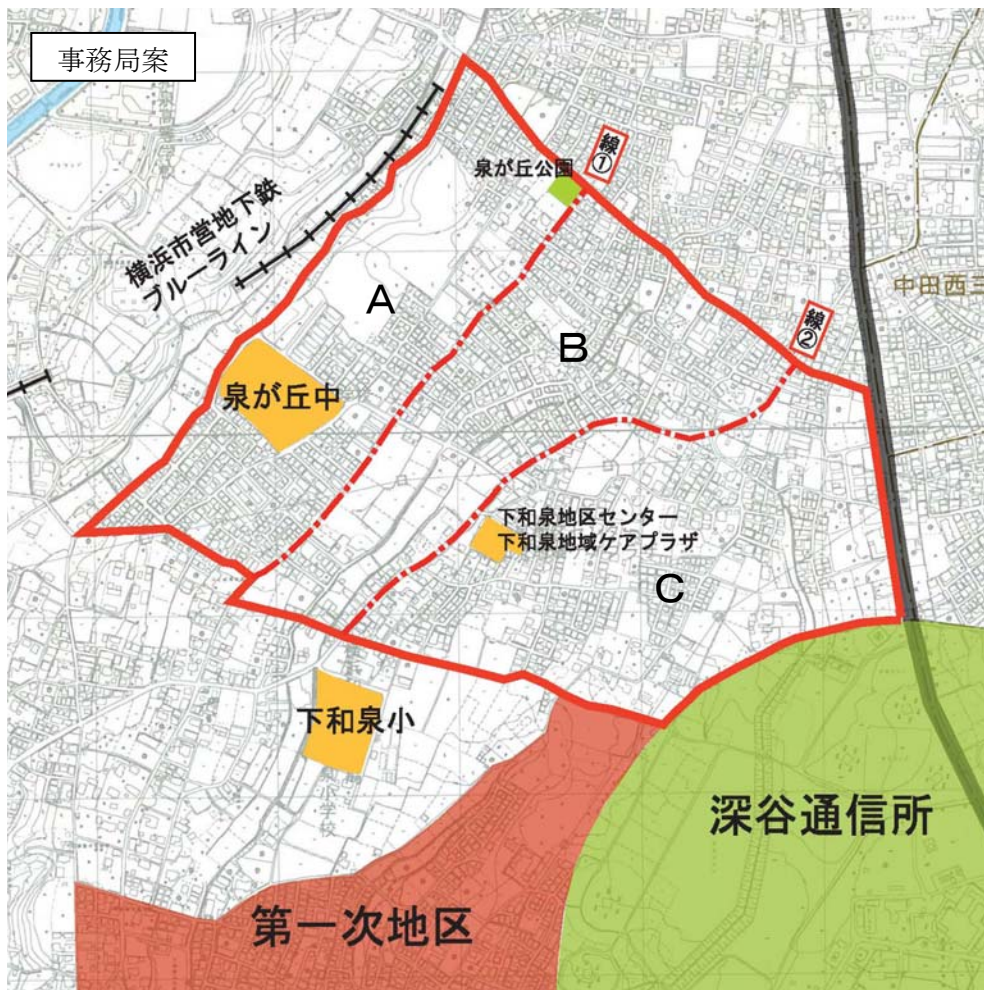 事務局案
線①
泉が丘公園
横浜市営地下鉄
ブルーライン
中田西三
A
線②
B
泉が丘中
下和泉地区センター
下和泉地域ケアプラザ
C
下和泉小
小学校
深谷通信所
第一次地区